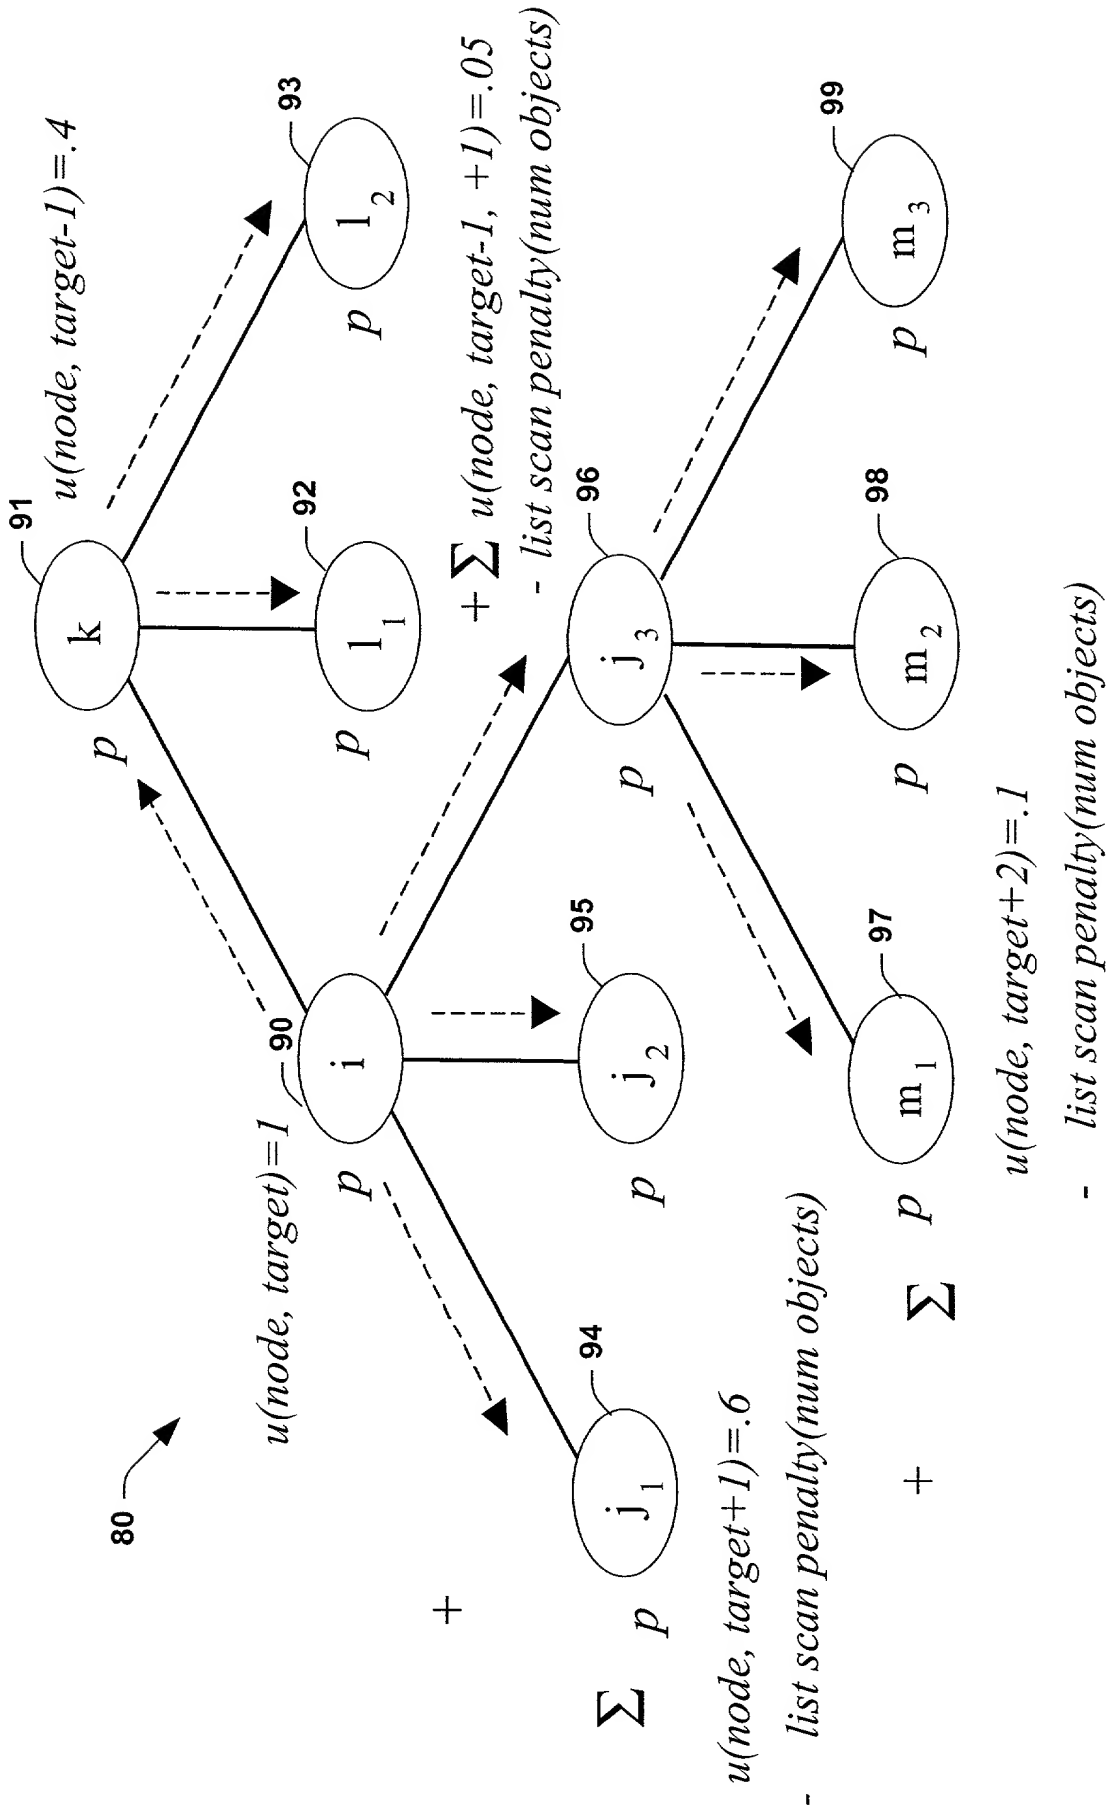 80
91
k
u(node, target-1)=.4
p
93
l2
p
92
l1
p
+ Σ u(node, target-1, +1)=.05
- list scan penalty(num objects)
u(node, target)=1
90
i
p
94
j1
+
Σ p
u(node, target+1)=.6
- list scan penalty(num objects)
95
j2
p
96
j3
p
97
m1
98
m2
p
99
m3
p
+ Σ p
u(node, target+2)=.1
- list scan penalty(num objects)